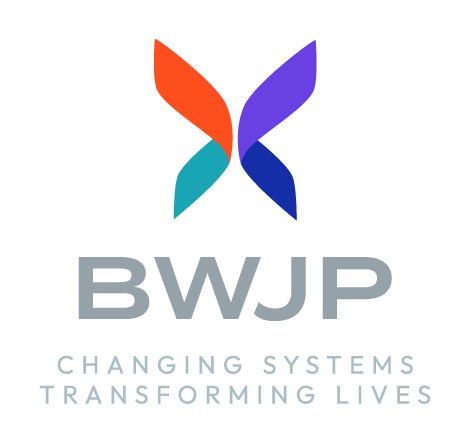 BWJP
CHANGING SYSTEMS
TRANSFORMING LIVES